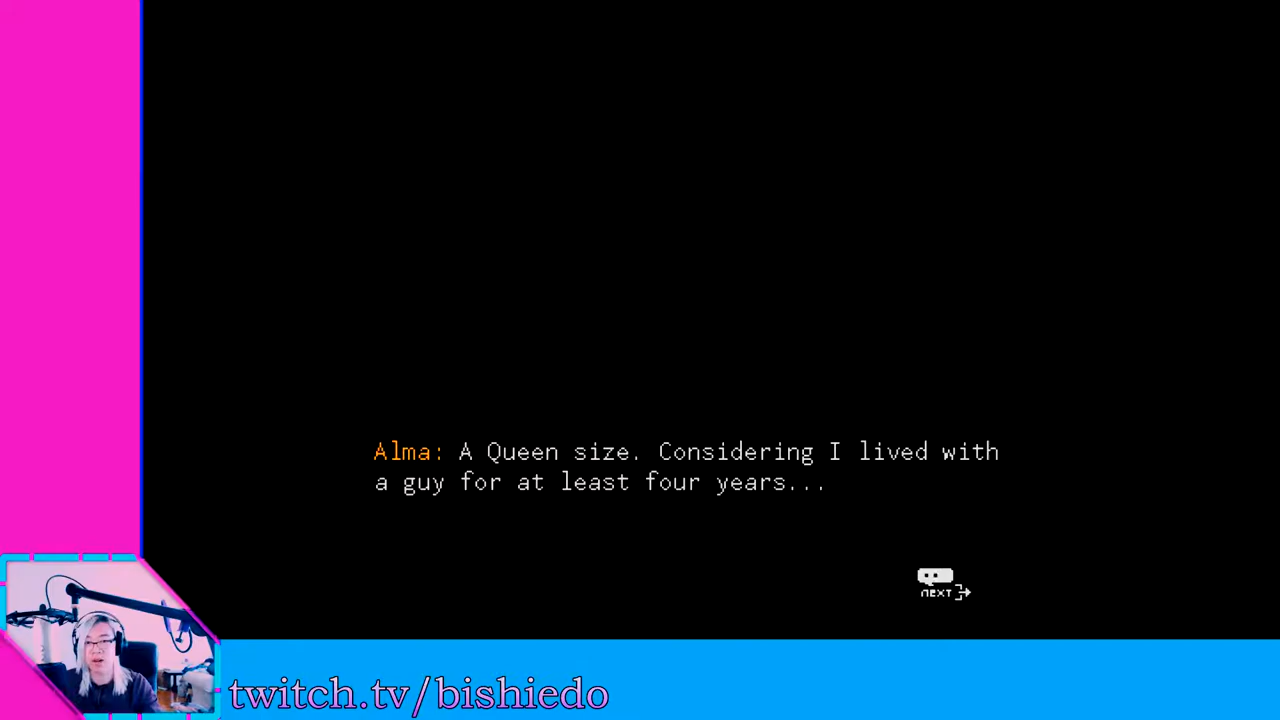 Alma: A Queen size. Considering I lived with
a guy for at least four years...
NEXT
twitch.tv/bishiedo